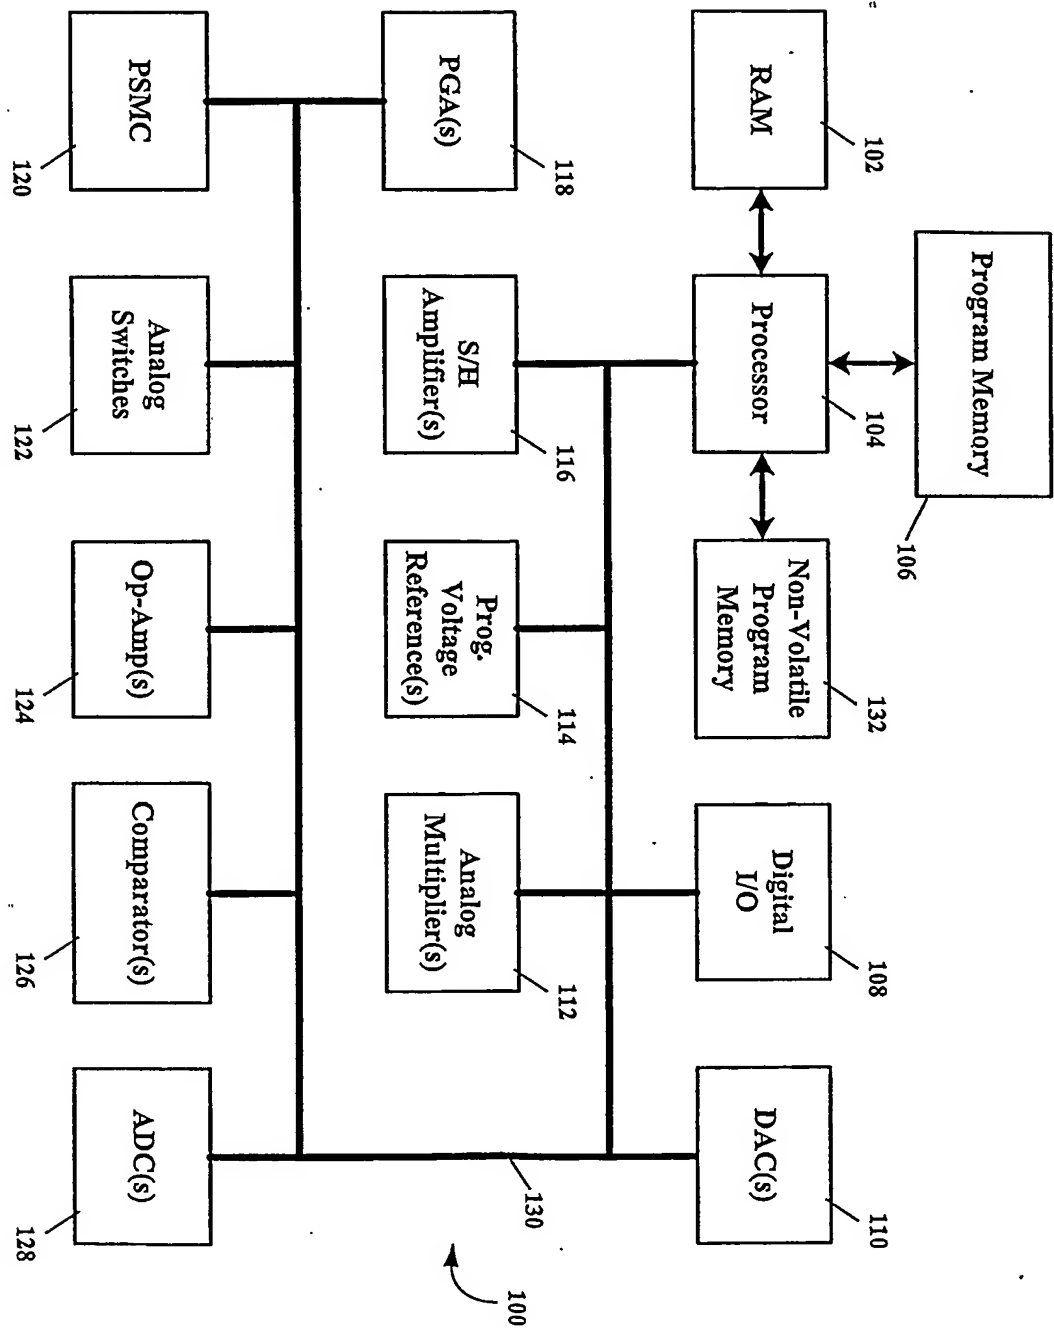 Program Memory
106
RAM
102
Processor
104
Non-Volatile
Program
Memory
132
Digital
I/O
108
DAC(s)
110
PGA(s)
118
S/H
Amplifier(s)
116
Prog.
Voltage
Reference(s)
114
Analog
Multiplier(s)
112
130
100
PSMC
120
Analog
Switches
122
Op-Amp(s)
124
Comparator(s)
126
ADC(s)
128